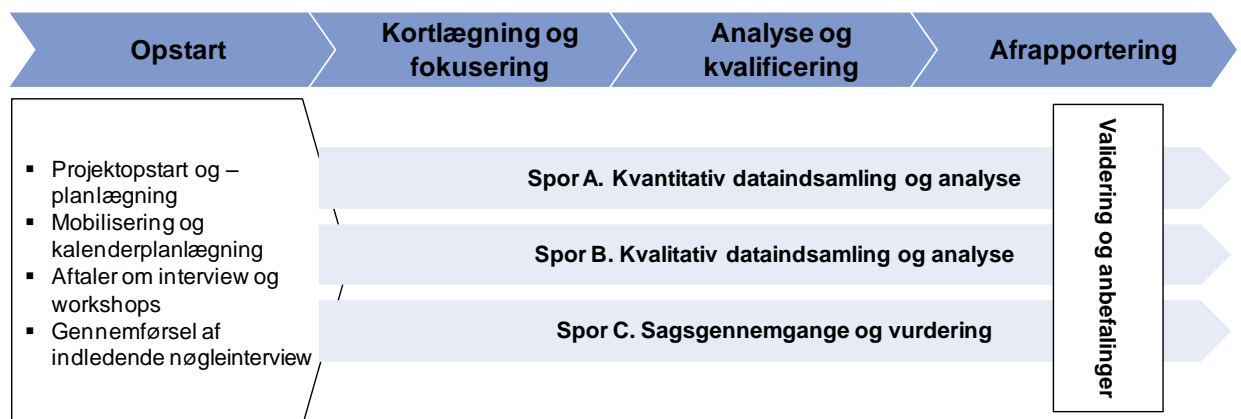 Opstart
Kortlægning og
fokusering
Analyse og
kvalificering
Afrapportering
▪ Projektopstart og –
planlægning
▪ Mobilisering og
kalenderplanlægning
▪ Aftaler om interview og
workshops
▪ Gennemførsel af
indledende nøgleinterview
Spor A. Kvantitativ dataindsamling og analyse
Spor B. Kvalitativ dataindsamling og analyse
Spor C. Sagsgennemgange og vurdering
Validering og anbefalinger